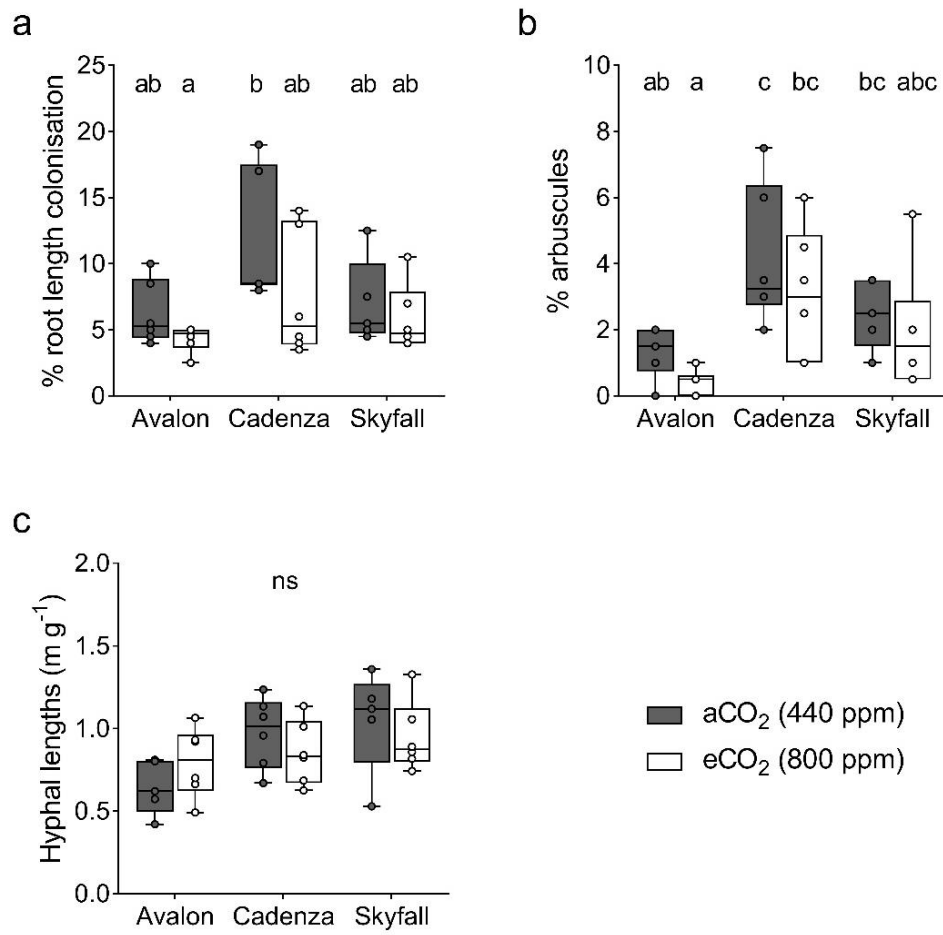 a
% root length colonisation
25
20
15
10
5
0
ab a b ab ab ab
Avalon Cadenza Skyfall
b
% arbuscules
10
8
6
4
2
0
ab a c bc bc abc
Avalon Cadenza Skyfall
c
Hyphal lengths (m g⁻¹)
2.0
1.5
1.0
0.5
0.0
ns
Avalon Cadenza Skyfall
aCO₂ (440 ppm)
eCO₂ (800 ppm)